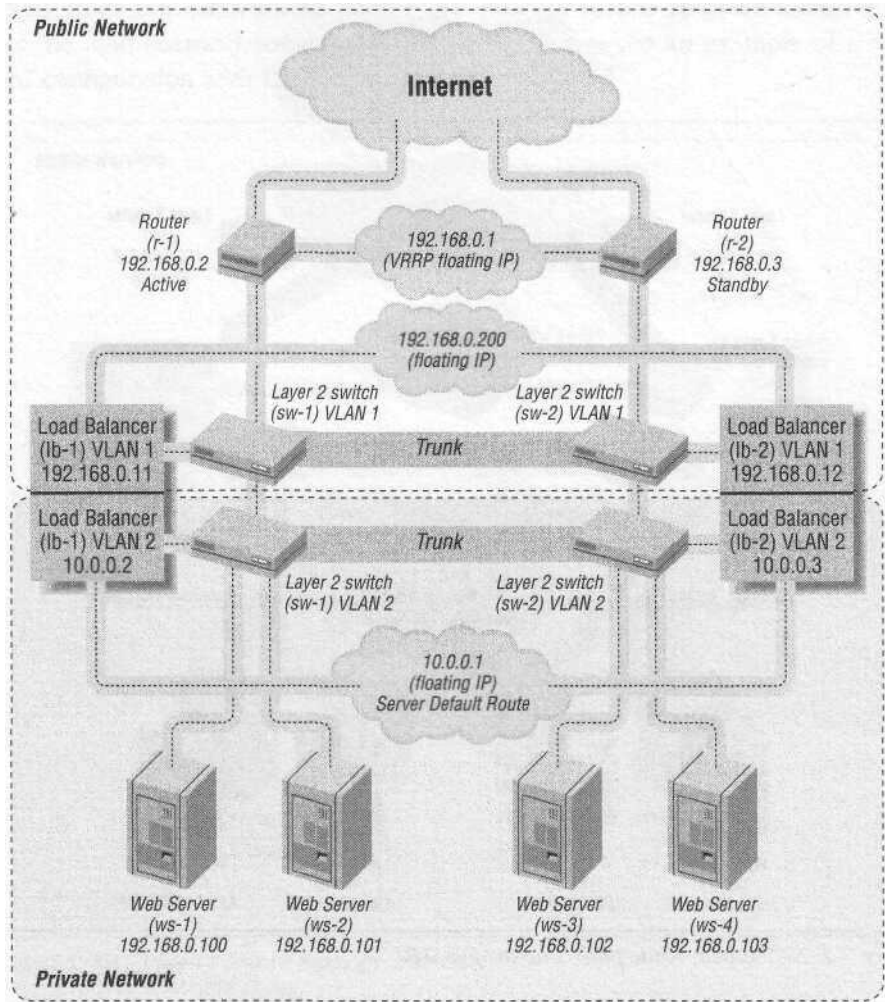 Public Network
Internet
Router
(r-1)
192.168.0.2
Active
192.168.0.1
(VRRP floating IP)
Router
(r-2)
192.168.0.3
Standby
192.168.0.200
(floating IP)
Layer 2 switch
(sw-1) VLAN 1
Layer 2 switch
(sw-2) VLAN 1
Load Balancer
(lb-1) VLAN 1
192.168.0.11
Trunk
Load Balancer
(lb-2) VLAN 1
192.168.0.12
Load Balancer
(lb-1) VLAN 2
10.0.0.2
Trunk
Load Balancer
(lb-2) VLAN 2
10.0.0.3
Layer 2 switch
(sw-1) VLAN 2
Layer 2 switch
(sw-2) VLAN 2
10.0.0.1
(floating IP)
Server Default Route
Web Server
(ws-1)
192.168.0.100
Web Server
(ws-2)
192.168.0.101
Web Server
(ws-3)
192.168.0.102
Web Server
(ws-4)
192.168.0.103
Private Network